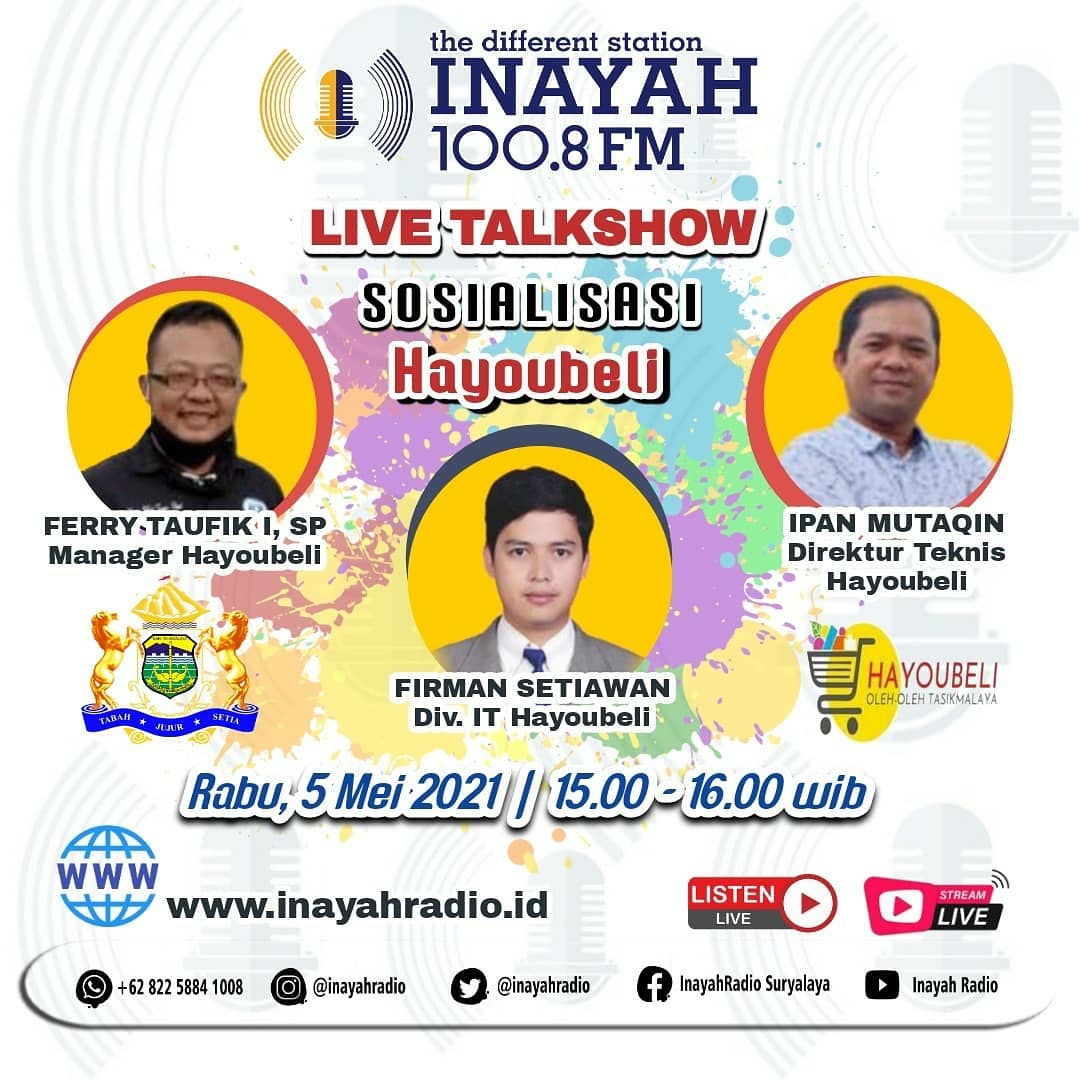 the different station
INAYAH
100.8 FM
LIVE TALKSHOW
SOSIALISASI
Hayoubeli
FERRY TAUFIK I, SP
Manager Hayoubeli
IPAN MUTAQIN
Direktur Teknis
Hayoubeli
TABAH ★ JUJUR ★ SETIA
FIRMAN SETIAWAN
Div. IT Hayoubeli
HAYOUBELI
OLEH-OLEH TASIKMALAYA
Rabu, 5 Mei 2021 | 15.00 - 16.00 wib
WWW
www.inayahradio.id
LISTEN
LIVE
STREAM
LIVE
+62 822 5884 1008
@inayahradio
@inayahradio
InayahRadio Suryalaya
Inayah Radio